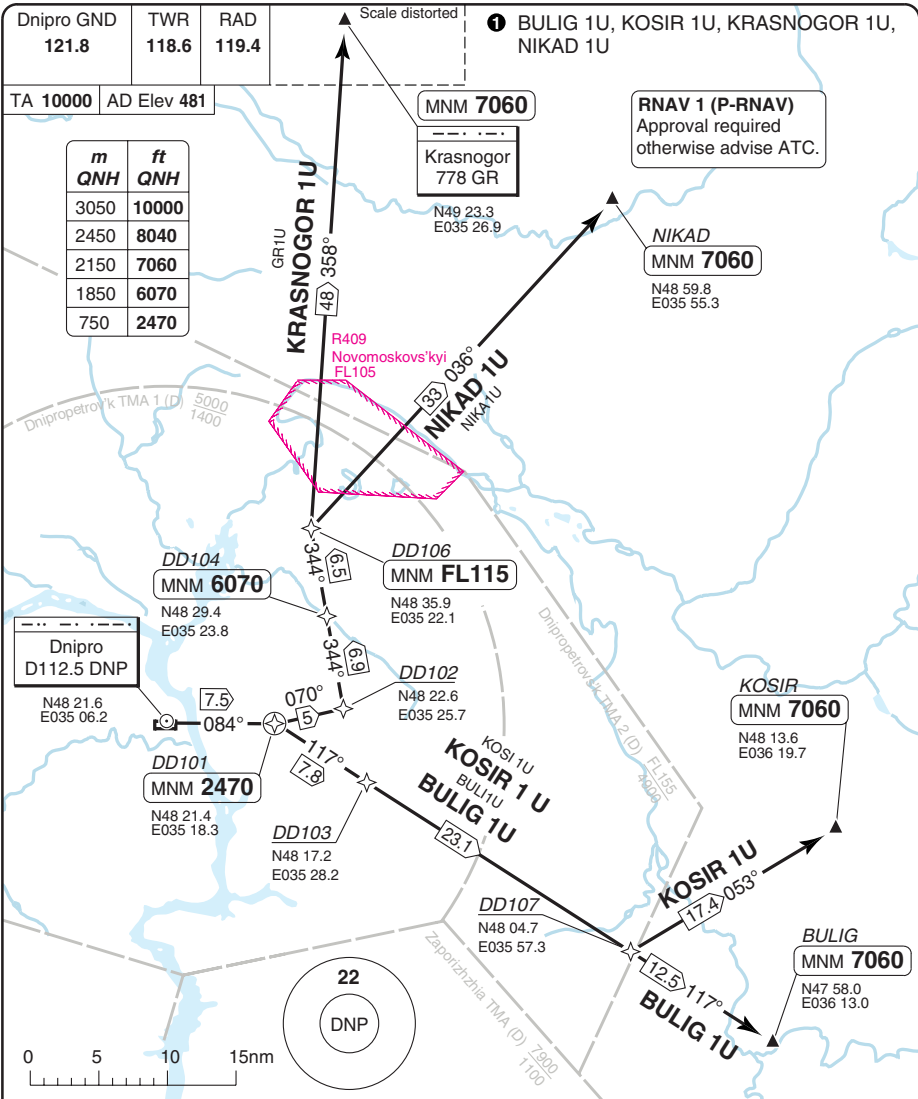 Dnipro GND
121.8
TWR
118.6
RAD
119.4
TA 10000
AD Elev 481
Scale distorted
❶ BULIG 1U, KOSIR 1U, KRASNOGOR 1U,
NIKAD 1U
RNAV 1 (P-RNAV)
Approval required
otherwise advise ATC.
m
QNH
ft
QNH
3050 10000
2450 8040
2150 7060
1850 6070
750 2470
MNM 7060
Krasnogor
778 GR
N49 23.3
E035 26.9
KRASNOGOR 1U
GR1U
48 358°
NIKAD
MNM 7060
N48 59.8
E035 55.3
R409
Novomoskovs'kyi
FL105
33 036°
NIKAD 1U
NIKA1U
Dnipropetrov'k TMA 1 (D) 5000
1400
DD106
MNM FL115
N48 35.9
E035 22.1
344° 6.5
DD104
MNM 6070
N48 29.4
E035 23.8
344° 6.9
Dnipro
D112.5 DNP
N48 21.6
E035 06.2
7.5
084°
070°
5
DD102
N48 22.6
E035 25.7
DD101
MNM 2470
N48 21.4
E035 18.3
117°
7.8
DD103
N48 17.2
E035 28.2
KOSI 1U
KOSIR 1 U
BULI1U
BULIG 1U
23.1
Dnipropetrovs'k TMA 2 (D) FL155
4900
KOSIR
MNM 7060
N48 13.6
E036 19.7
KOSIR 1U
17.4 053°
DD107
N48 04.7
E035 57.3
BULIG
MNM 7060
N47 58.0
E036 13.0
12.5 117°
BULIG 1U
Zaporizhzhia TMA (D) 7900
1100
22
DNP
0 5 10 15nm